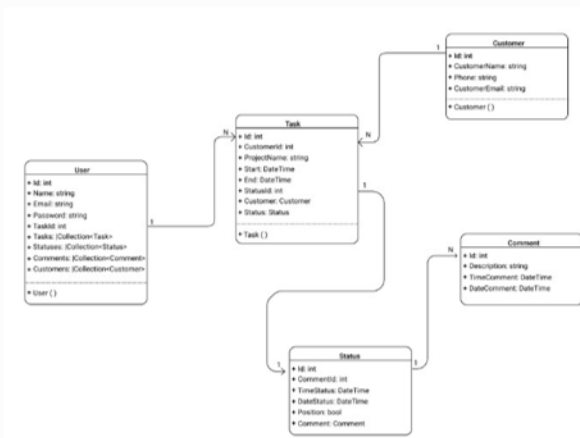 Customer
+ Id: int
+ CustomerName: string
+ Phone: string
+ CustomerEmail: string
+ Customer ( )
1
N
Task
+ Id: int
+ CustomerId: int
+ ProjectName: string
+ Start: DateTime
+ End: DateTime
+ StatusId: int
+ Customer: Customer
+ Status: Status
+ Task ( )
N
1
User
+ Id: int
+ Name: string
+ Email: string
+ Password: string
+ TaskId: int
+ Tasks: ICollection<Task>
+ Statuses: ICollection<Status>
+ Comments: ICollection<Comment>
+ Customers: ICollection<Customer>
+ User ( )
1
Comment
+ Id: int
+ Description: string
+ TimeComment: DateTime
+ DateComment: DateTime
N
Status
+ Id: int
+ CommentId: int
+ TimeStatus: DateTime
+ DateStatus: DateTime
+ Position: bool
+ Comment: Comment
1
1